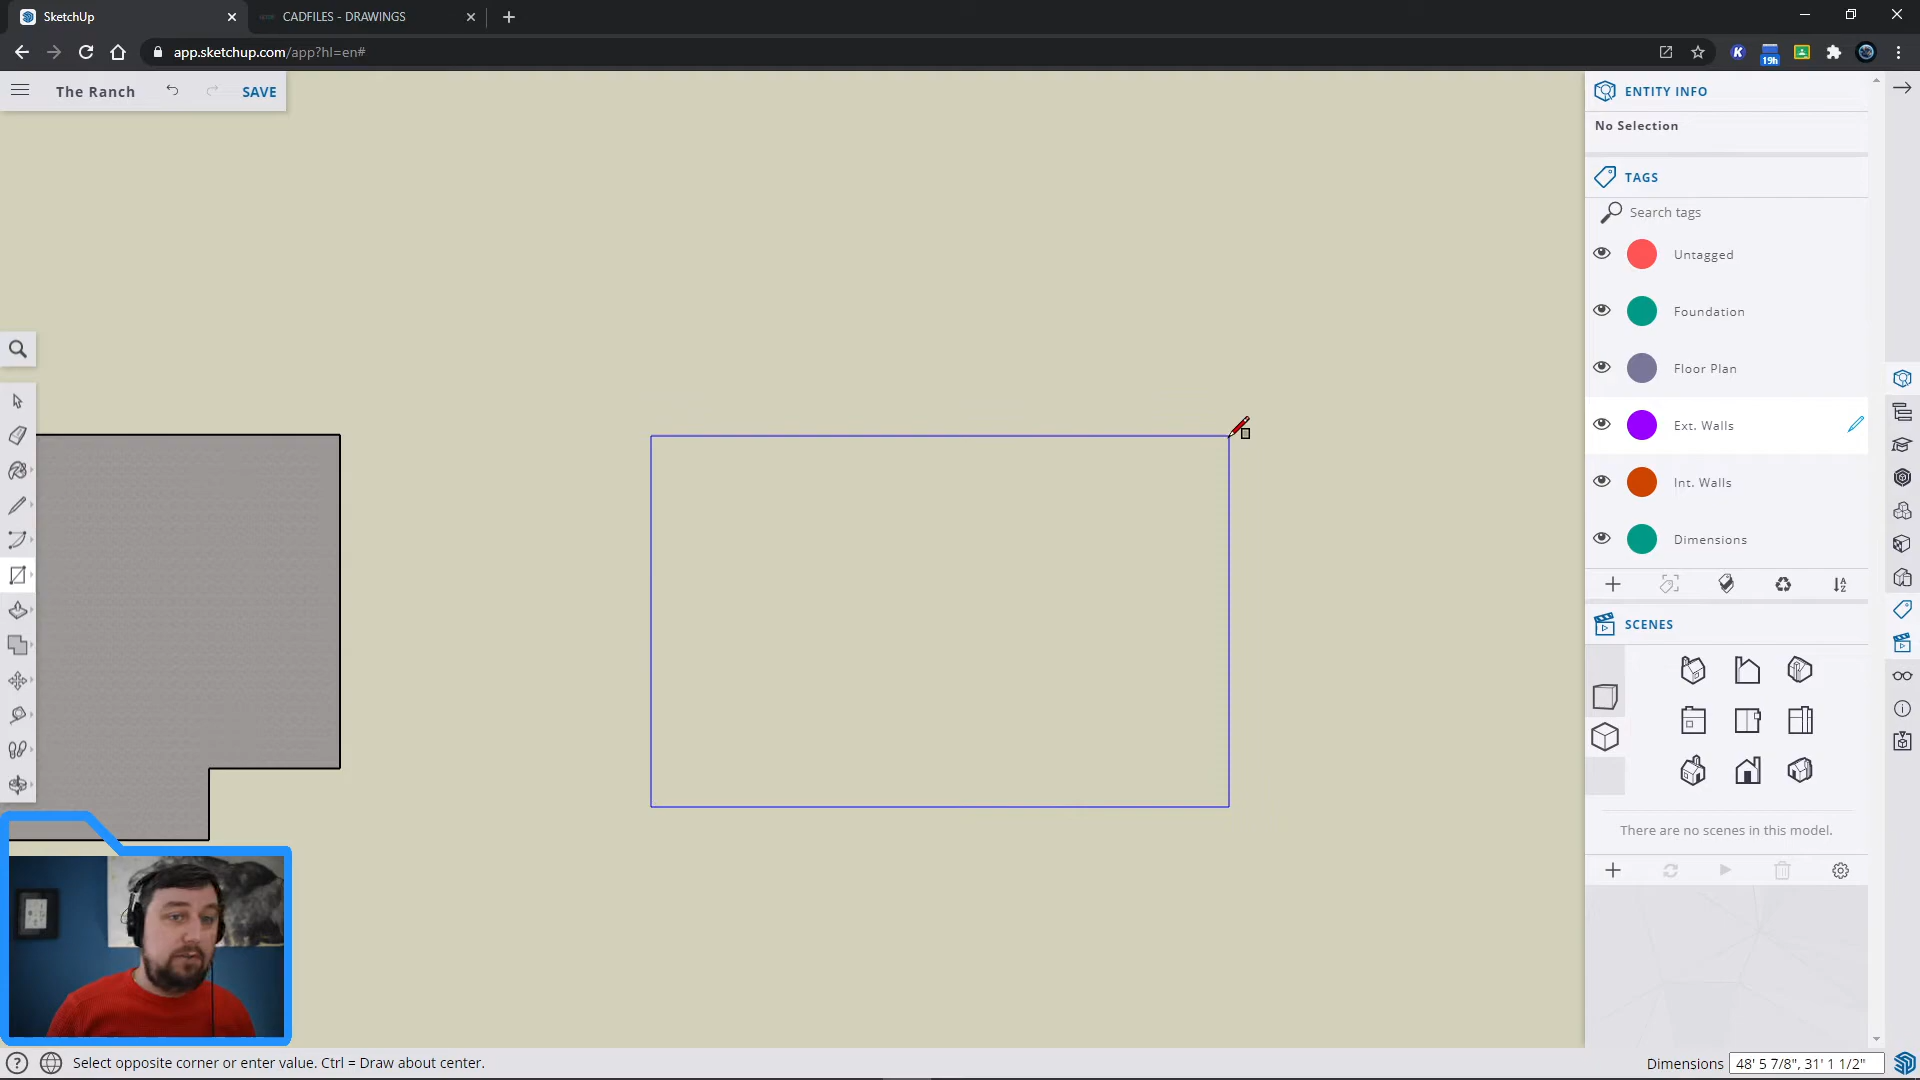 SketchUp
CADFILES - DRAWINGS
app.sketchup.com/app?hl=en#
K
19h
The Ranch
SAVE
ENTITY INFO
No Selection
TAGS
Search tags
Untagged
Foundation
Floor Plan
Ext. Walls
Int. Walls
Dimensions
SCENES
There are no scenes in this model.
Select opposite corner or enter value. Ctrl = Draw about center.
Dimensions 48' 5 7/8", 31' 1 1/2"